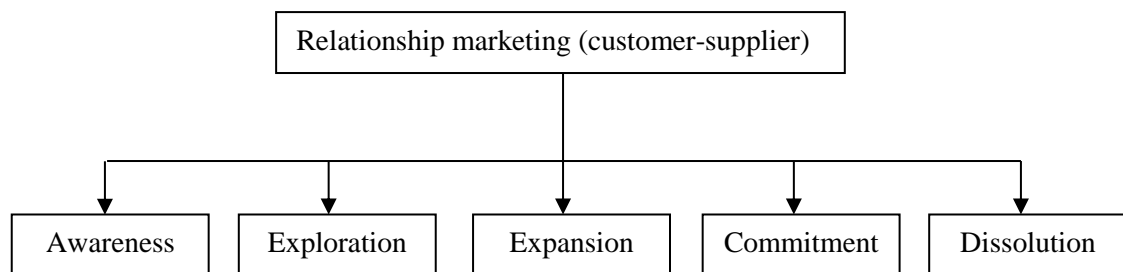 Relationship marketing (customer-supplier)
Awareness
Exploration
Expansion
Commitment
Dissolution